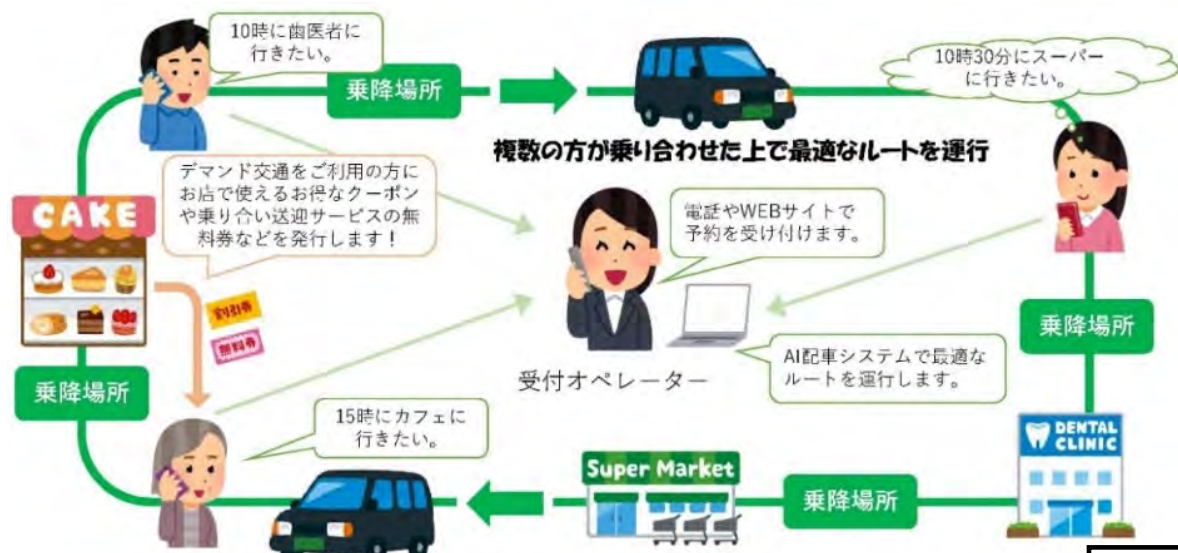 10時に歯医者に
行きたい。
乗降場所
10時30分にスーパー
に行きたい。
複数の方が乗り合わせた上で最適なルートを運行
デマンド交通をご利用の方に
お店で使えるお得なクーポン
や乗り合い送迎サービスの無
料券などを発行します！
CAKE
電話やWEBサイトで
予約を受け付けます。
割引券
無料券
乗降場所
乗降場所
受付オペレーター
AI配車システムで最適な
ルートを運行します。
15時にカフェに
行きたい。
Super Market
乗降場所
DENTAL
CLINIC